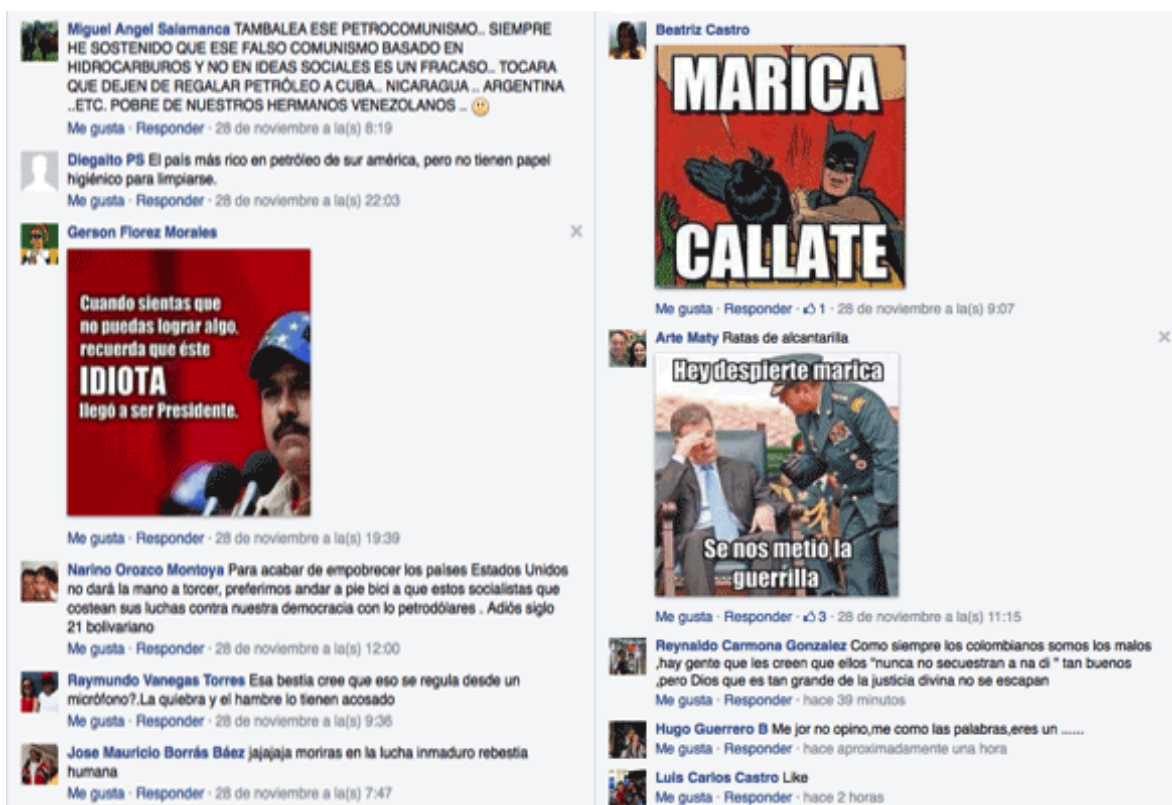 Miguel Angel Salamanca TAMBALEA ESE PETROCOMUNISMO.. SIEMPRE
HE SOSTENIDO QUE ESE FALSO COMUNISMO BASADO EN
HIDROCARBUROS Y NO EN IDEAS SOCIALES ES UN FRACASO.. TOCARA
QUE DEJEN DE REGALAR PETRÓLEO A CUBA.. NICARAGUA .. ARGENTINA
..ETC. POBRE DE NUESTROS HERMANOS VENEZOLANOS ..
Me gusta · Responder · 28 de noviembre a la(s) 8:19
Diegaito PS El país más rico en petróleo de sur américa, pero no tienen papel
higiénico para limpiarse.
Me gusta · Responder · 28 de noviembre a la(s) 22:03
Gerson Florez Morales
Cuando sientas que
no puedas lograr algo,
recuerda que éste
IDIOTA
llegó a ser Presidente.
Me gusta · Responder · 28 de noviembre a la(s) 19:39
Narino Orozco Montoya Para acabar de empobrecer los países Estados Unidos
no dará la mano a torcer, preferimos andar a pie bici a que estos socialistas que
costean sus luchas contra nuestra democracia con lo petrodólares . Adiós siglo
21 bolivariano
Me gusta · Responder · 28 de noviembre a la(s) 12:00
Raymundo Vanegas Torres Esa bestia cree que eso se regula desde un
micrófono?.La quiebra y el hambre lo tienen acosado
Me gusta · Responder · 28 de noviembre a la(s) 9:36
Jose Mauricio Borrás Báez jajajaja moriras en la lucha inmaduro rebestia
humana
Me gusta · Responder · 28 de noviembre a la(s) 7:47
Beatriz Castro
MARICA
CALLATE
Me gusta · Responder · 1 · 28 de noviembre a la(s) 9:07
Arte Maty Ratas de alcantarilla
Hey despierte marica
Se nos metió la
guerrilla
Me gusta · Responder · 3 · 28 de noviembre a la(s) 11:15
Reynaldo Carmona Gonzalez Como siempre los colombianos somos los malos
,hay gente que les creen que ellos "nunca no secuestran a na di " tan buenos
,pero Dios que es tan grande de la justicia divina no se escapan
Me gusta · Responder · hace 39 minutos
Hugo Guerrero B Me jor no opino,me como las palabras,eres un ......
Me gusta · Responder · hace aproximadamente una hora
Luis Carlos Castro Like
Me gusta · Responder · hace 2 horas